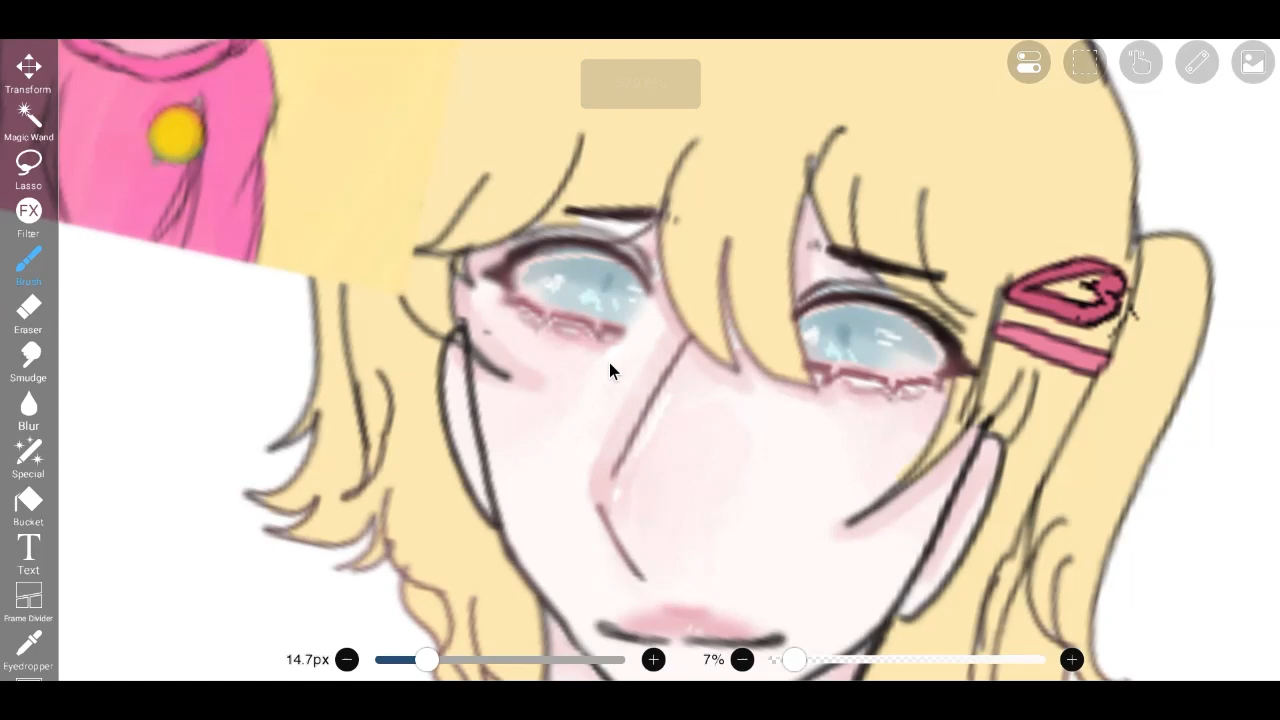 Transform
Magic Wand
Lasso
FX
Filter
Brush
Eraser
Smudge
Blur
Special
Bucket
T
Text
Frame Divider
Eyedropper
14.7px
7%